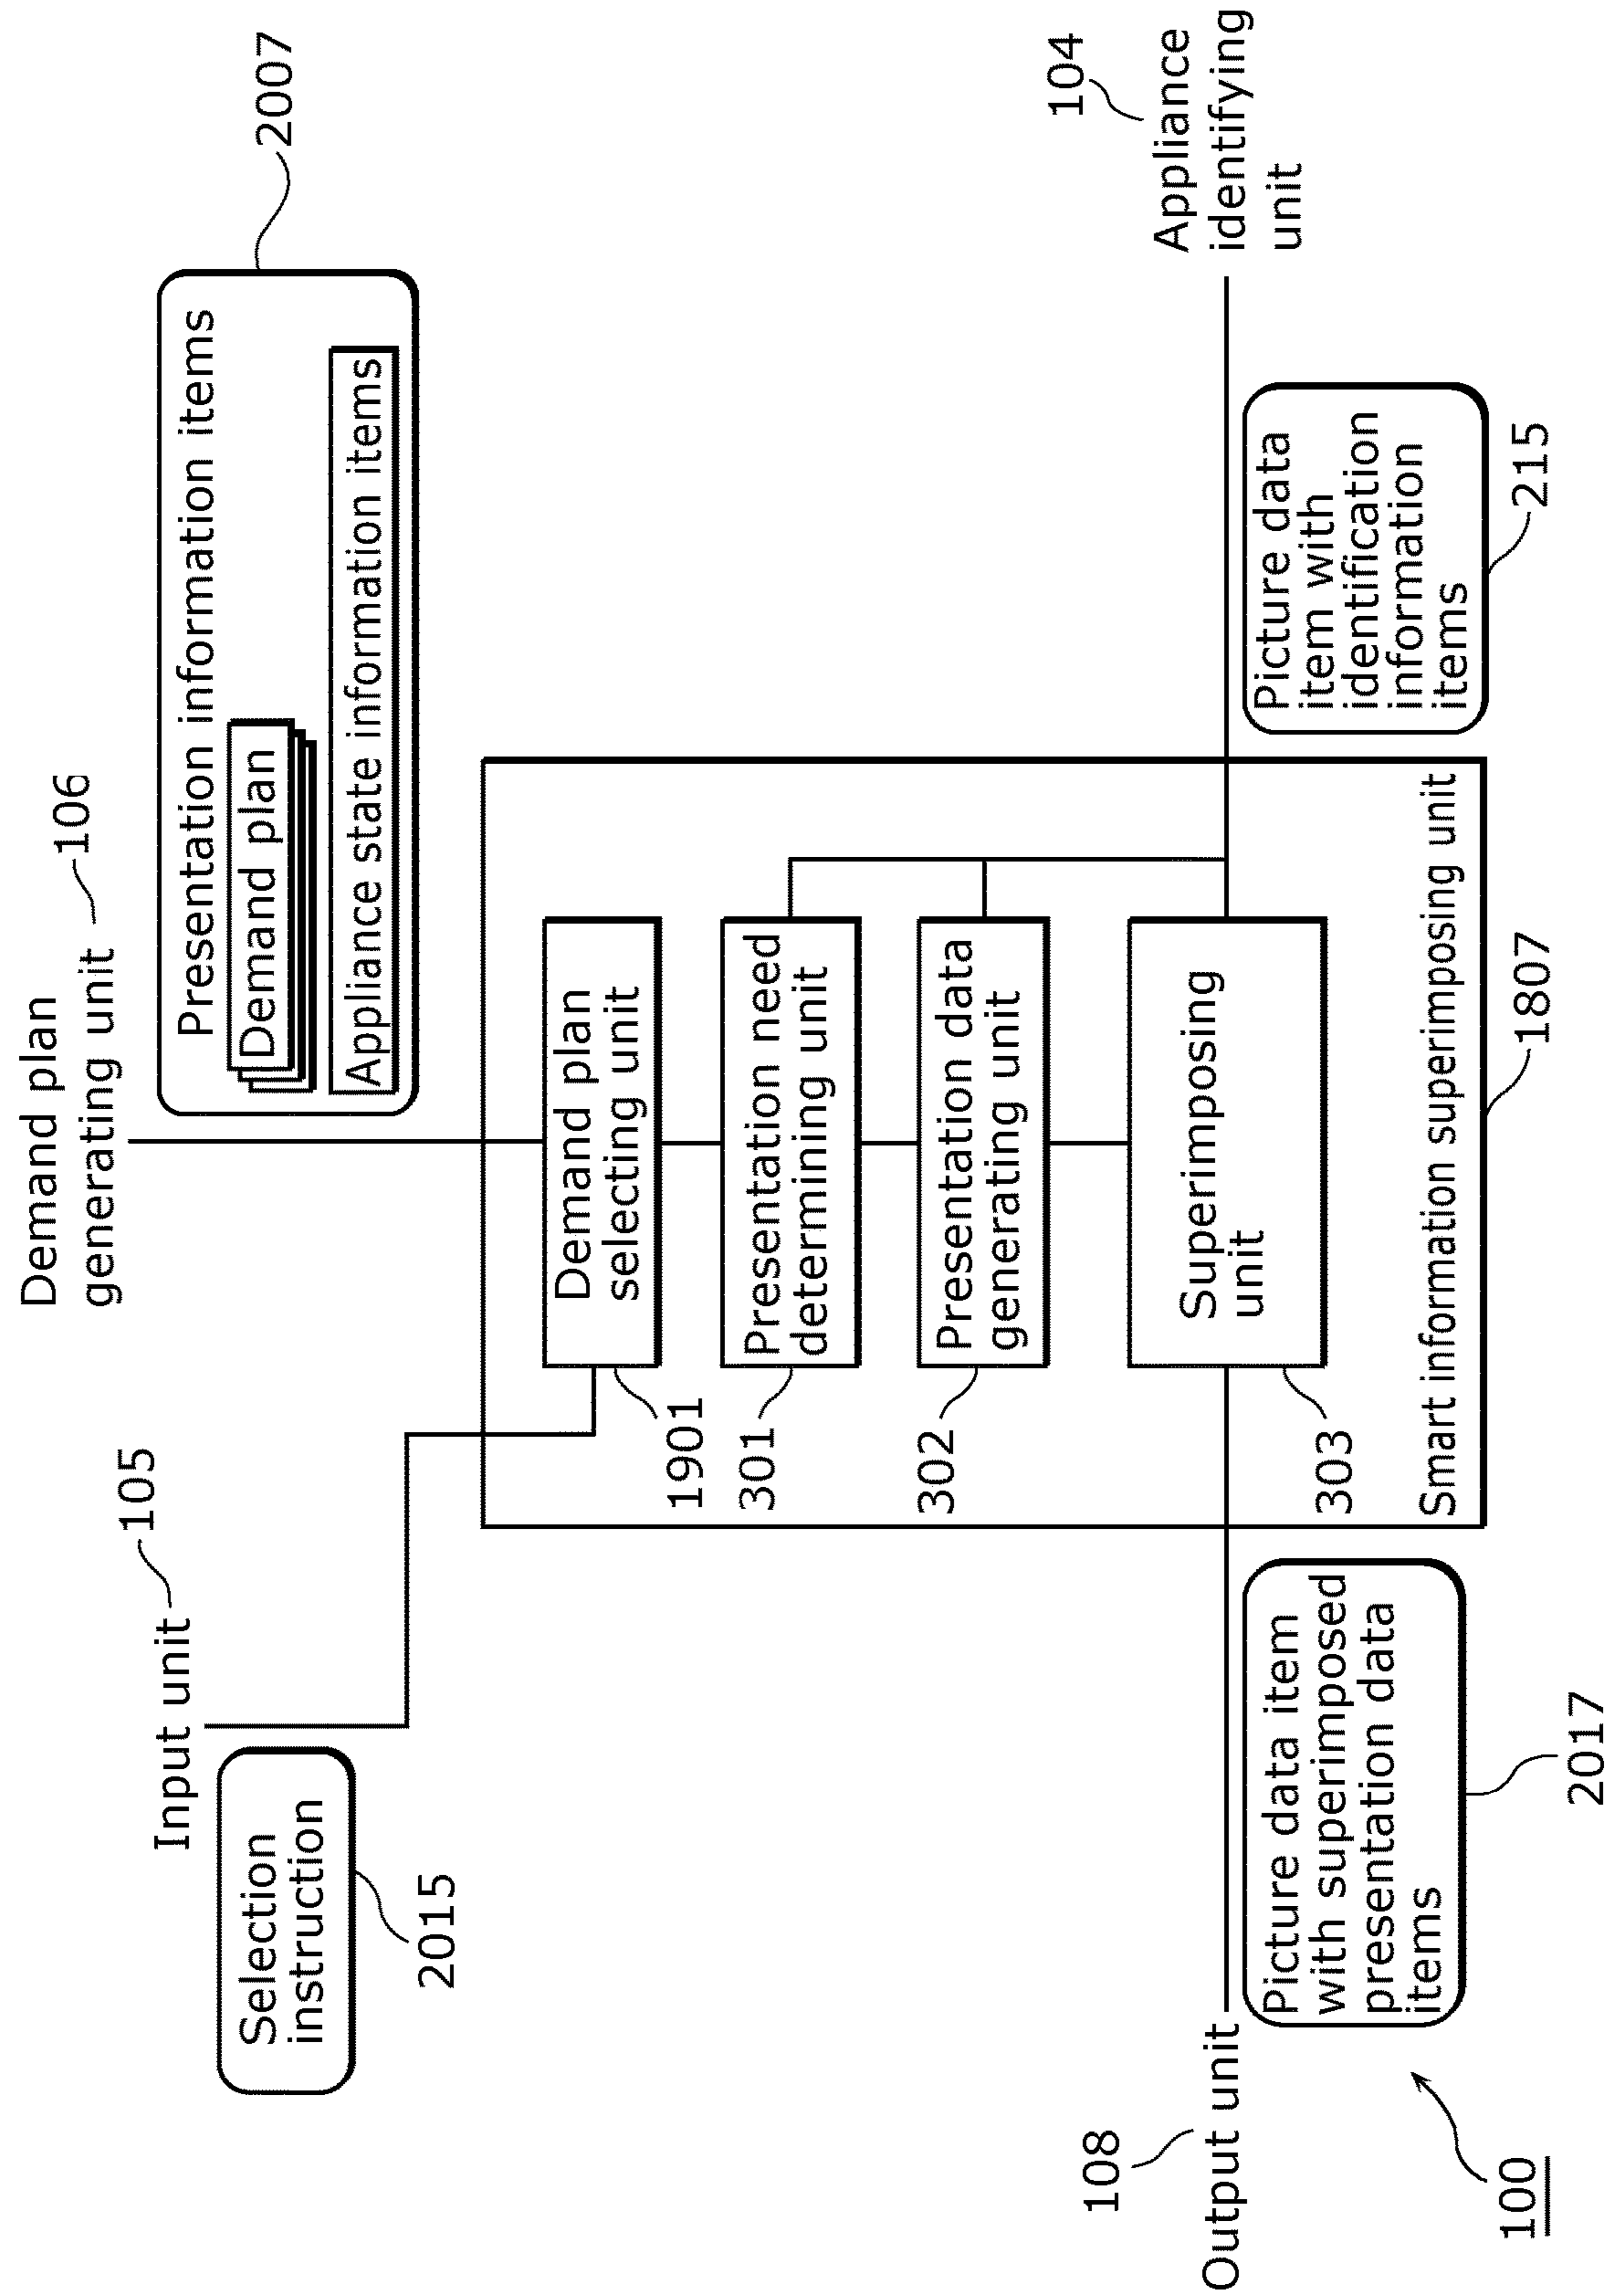 Demand plan
generating unit
106
Input unit
105
Selection
instruction
2015
Presentation information items
Demand plan
Appliance state information items
2007
Demand plan
selecting unit
1901
Presentation need
determining unit
301
Presentation data
generating unit
302
Superimposing
unit
303
Smart information superimposing unit
1807
104
Appliance
identifying
unit
Picture data
item with
identification
information
items
215
108
Output unit
Picture data item
with superimposed
presentation data
items
2017
100